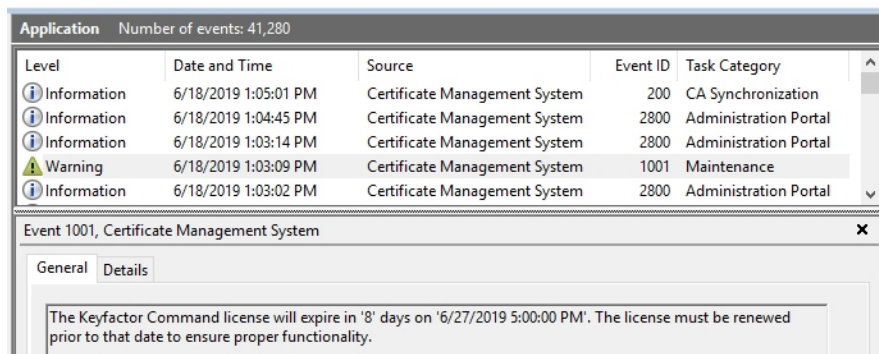 Application Number of events: 41,280
Level Date and Time Source Event ID Task Category
Information 6/18/2019 1:05:01 PM Certificate Management System 200 CA Synchronization
Information 6/18/2019 1:04:45 PM Certificate Management System 2800 Administration Portal
Information 6/18/2019 1:03:14 PM Certificate Management System 2800 Administration Portal
Warning 6/18/2019 1:03:09 PM Certificate Management System 1001 Maintenance
Information 6/18/2019 1:03:02 PM Certificate Management System 2800 Administration Portal
Event 1001, Certificate Management System
General Details
The Keyfactor Command license will expire in '8' days on '6/27/2019 5:00:00 PM'. The license must be renewed
prior to that date to ensure proper functionality.